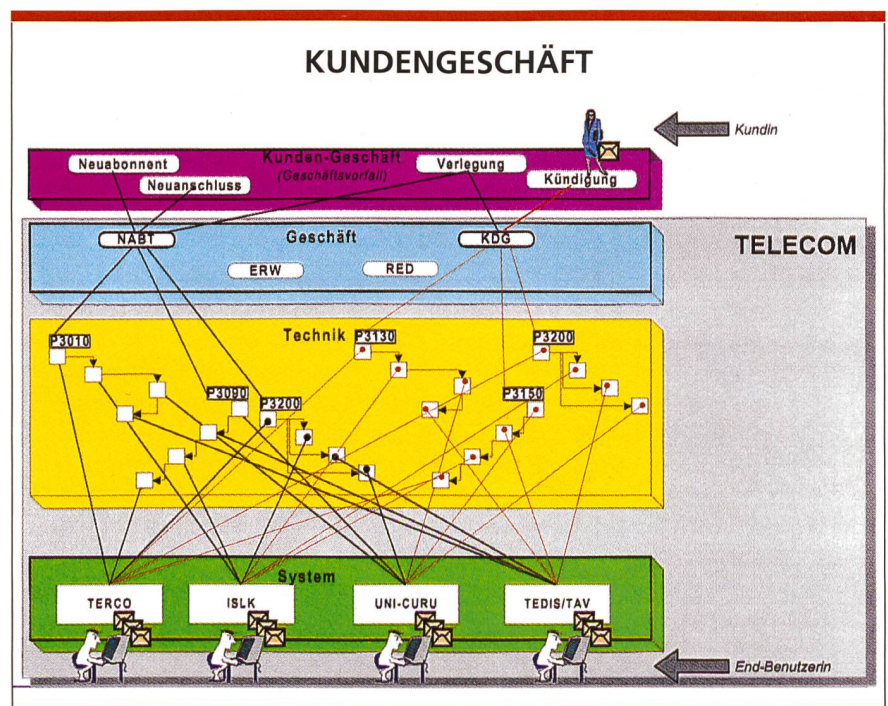 KUNDENGESCHÄFT
Kundin
Kunden-Geschäft
(Geschäftsvorfall)
Neuabonnent
Neuanschluss
Verlegung
Kündigung
TELECOM
Geschäft
NABT
KDG
ERW
RED
Technik
P3010
P3130
P3200
P3090
P3200
P3150
System
TERCO
ISLK
UNI-CURU
TEDIS/TAV
End-Benutzerin